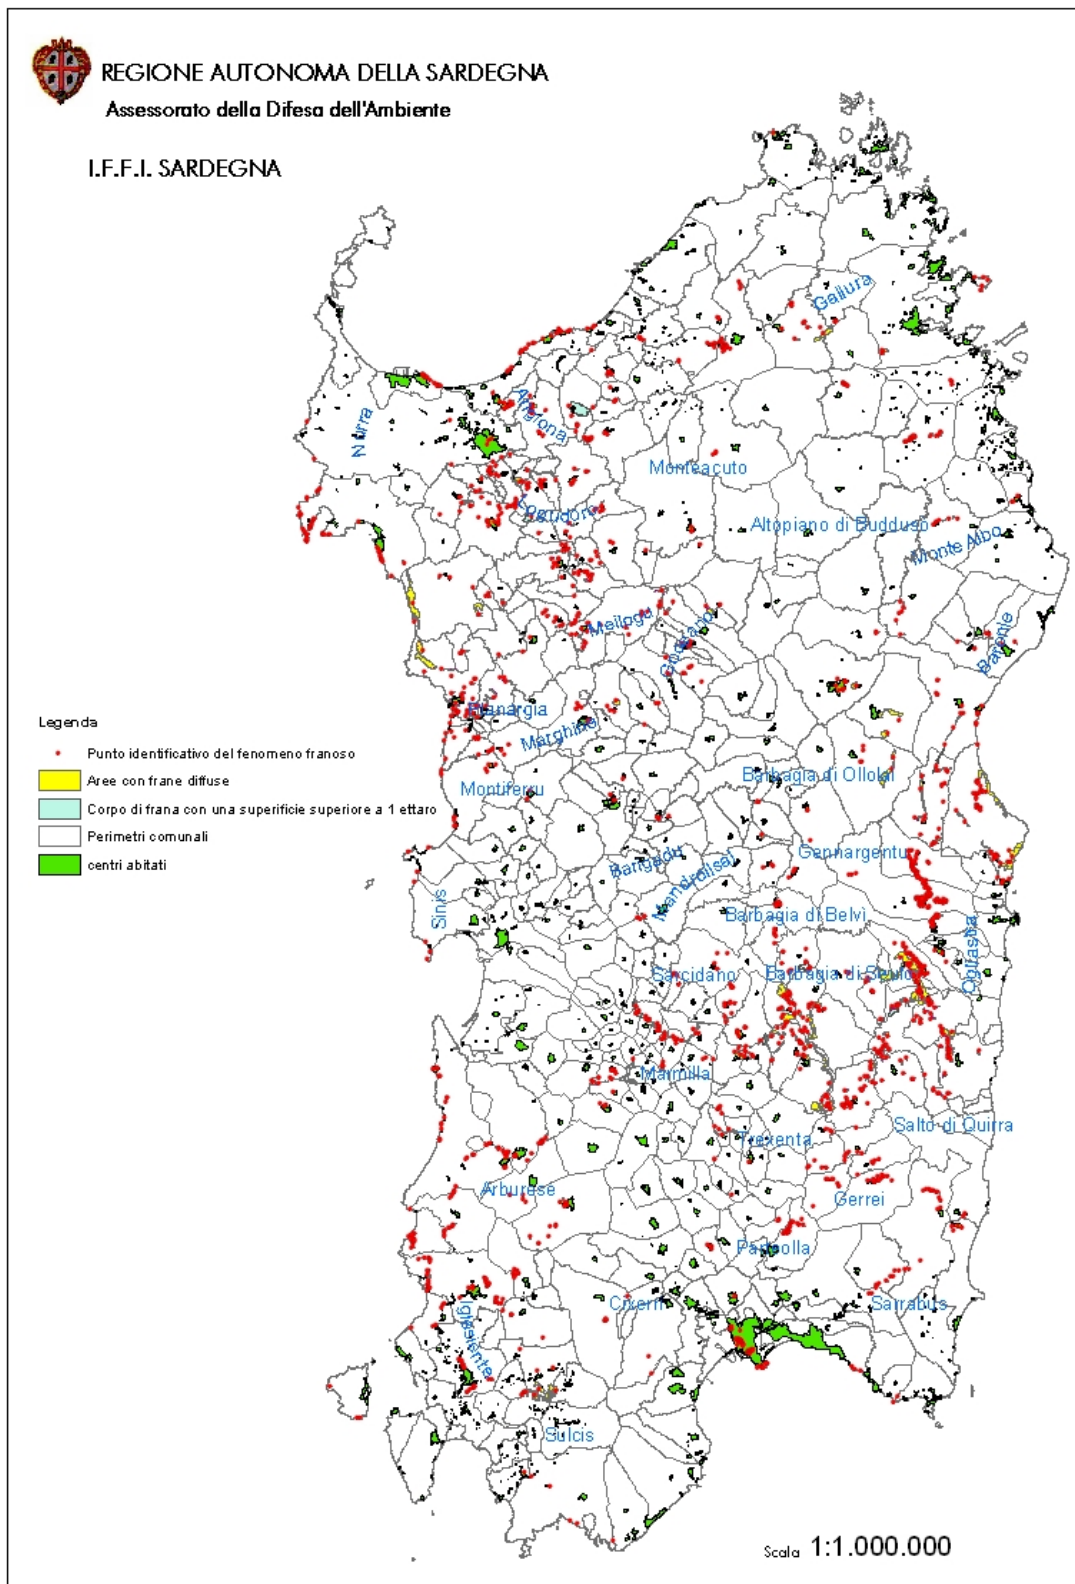 REGIONE AUTONOMA DELLA SARDEGNA
Assessorato della Difesa dell'Ambiente
I.F.F.I. SARDEGNA
Gallura
Anglona
Nurra
Monteacuto
Logudoro
Altopiano di Buddusò
Monte Albo
Meilogu
Goceano
Baronie
Planargia
Marghine
Legenda
Punto identificativo del fenomeno franoso
Aree con frane diffuse
Corpo di frana con una superificie superiore a 1 ettaro
Perimetri comunali
centri abitati
Barbagia di Ollolai
Montiferru
Gennargentu
Barigadu
Mandrolisai
Sinis
Barbagia di Belvì
Ogliastra
Sarcidano
Barbagia di Seulo
Marmilla
Salto di Quirra
Trexenta
Arburese
Gerrei
Parteolla
Cixerri
Sarrabus
Iglesiente
Sulcis
Scala 1:1.000.000